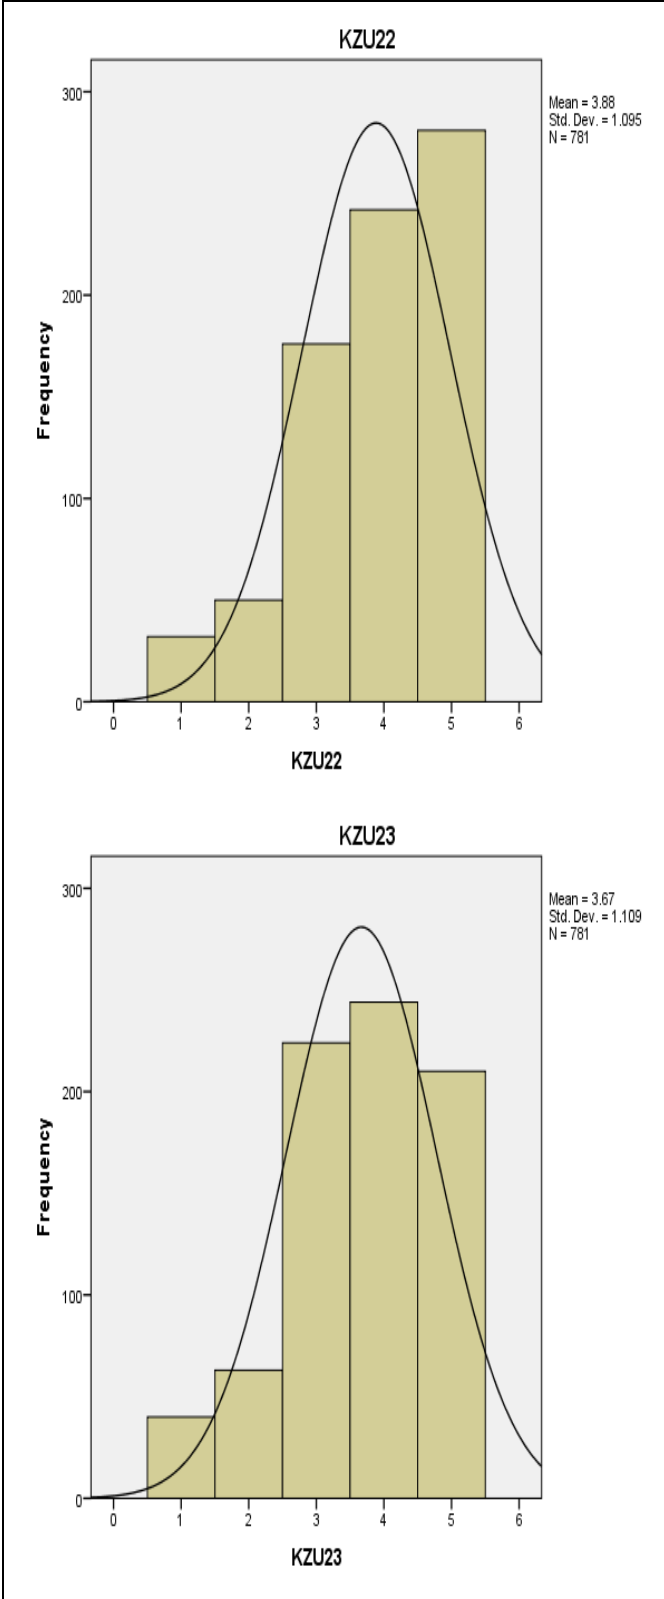 KZU22
Mean = 3.88
Std. Dev. = 1.095
N = 781
300
200
100
0
Frequency
0 1 2 3 4 5 6
KZU22
KZU23
Mean = 3.67
Std. Dev. = 1.109
N = 781
300
200
100
0
Frequency
0 1 2 3 4 5 6
KZU23